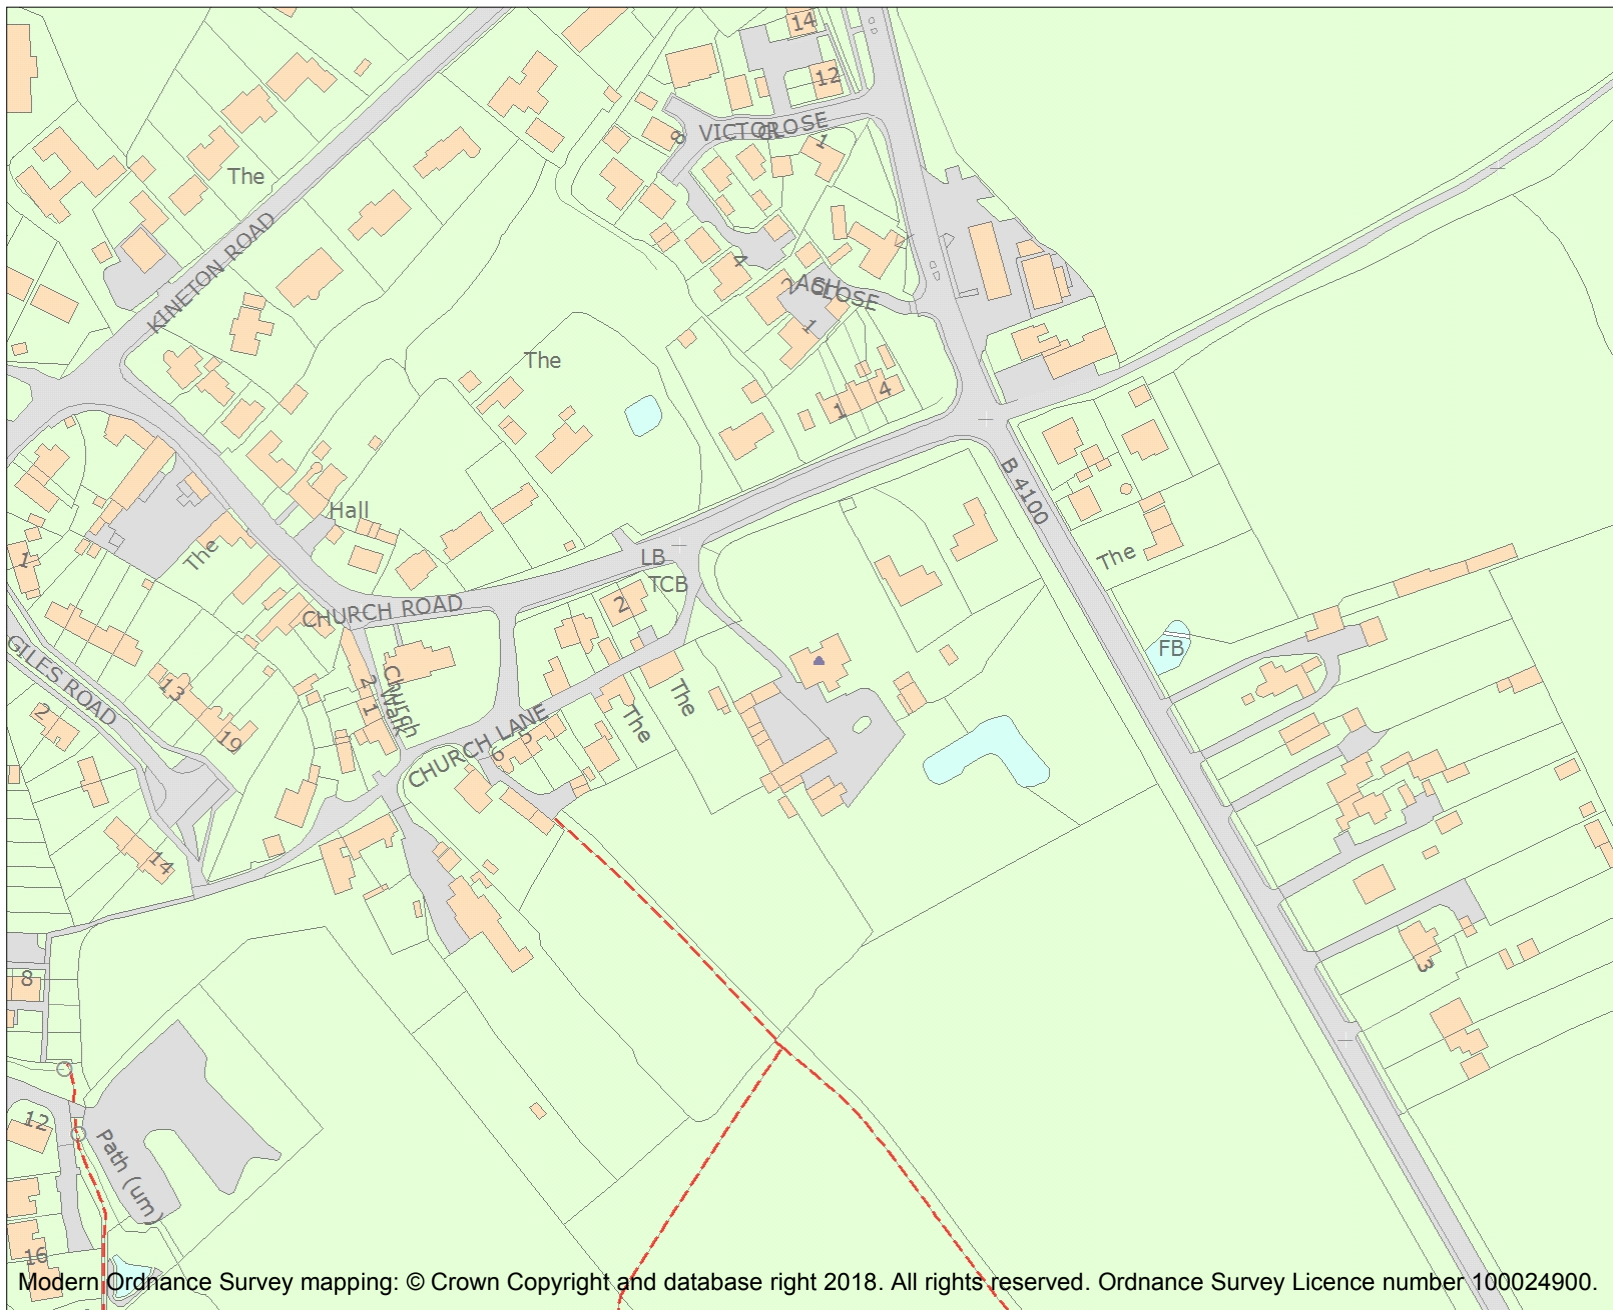 14
12
8
VICTOR CLOSE
1
The
KINETON ROAD
4
2
ASH CLOSE
1
The
1
4
B 4100
Hall
The
The
1
LB
TCB
2
CHURCH ROAD
FB
GILES ROAD
13
2
19
Church Walk
2
1
The
The
CHURCH LANE
5
6
14
3
8
12
Path (um)
16
Modern Ordnance Survey mapping: © Crown Copyright and database right 2018. All rights reserved. Ordnance Survey Licence number 100024900.